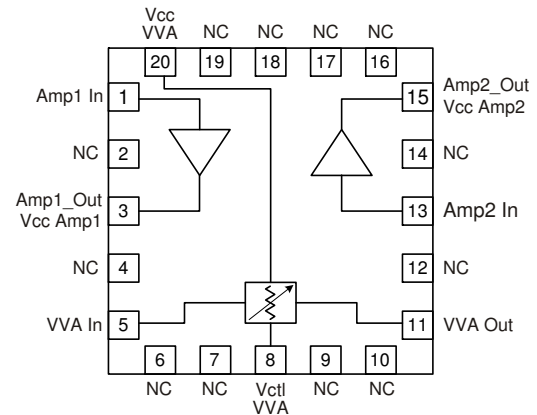 Vcc
VVA
NC
NC
NC
NC
20
19
18
17
16
Amp1 In
1
15
Amp2_Out
Vcc Amp2
NC
2
14
NC
Amp1_Out
Vcc Amp1
3
13
Amp2 In
NC
4
12
NC
VVA In
5
11
VVA Out
6
7
8
9
10
NC
NC
Vctl
VVA
NC
NC